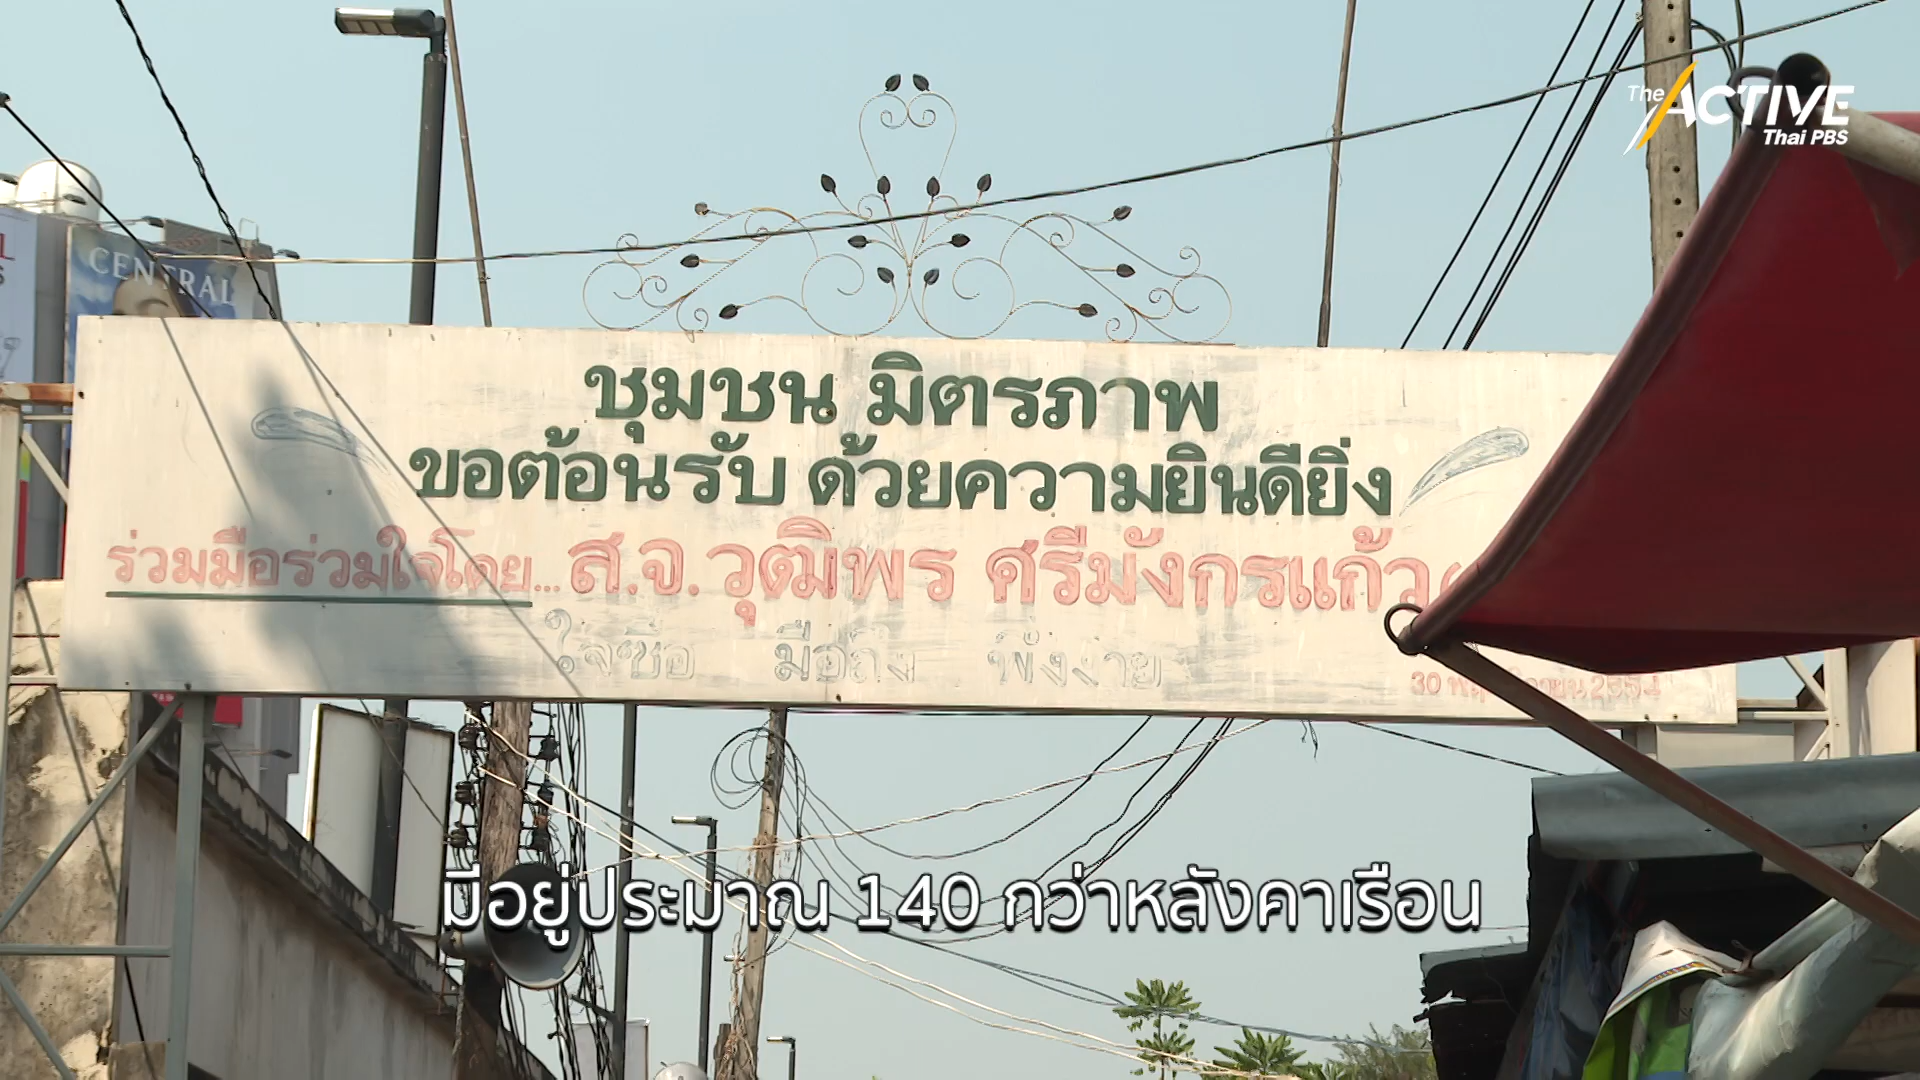 The ACTIVE
Thai PBS
CENTRAL
ชุมชน มิตรภาพ
ขอต้อนรับ ด้วยความยินดียิ่ง
ร่วมมือร่วมใจโดย... ส.จ.วุฒิพร ศรีมังกรแก้ว
ใจซื่อ มือถึง พึ่งง่าย
30
มีอยู่ประมาณ 140 กว่าหลังคาเรือน